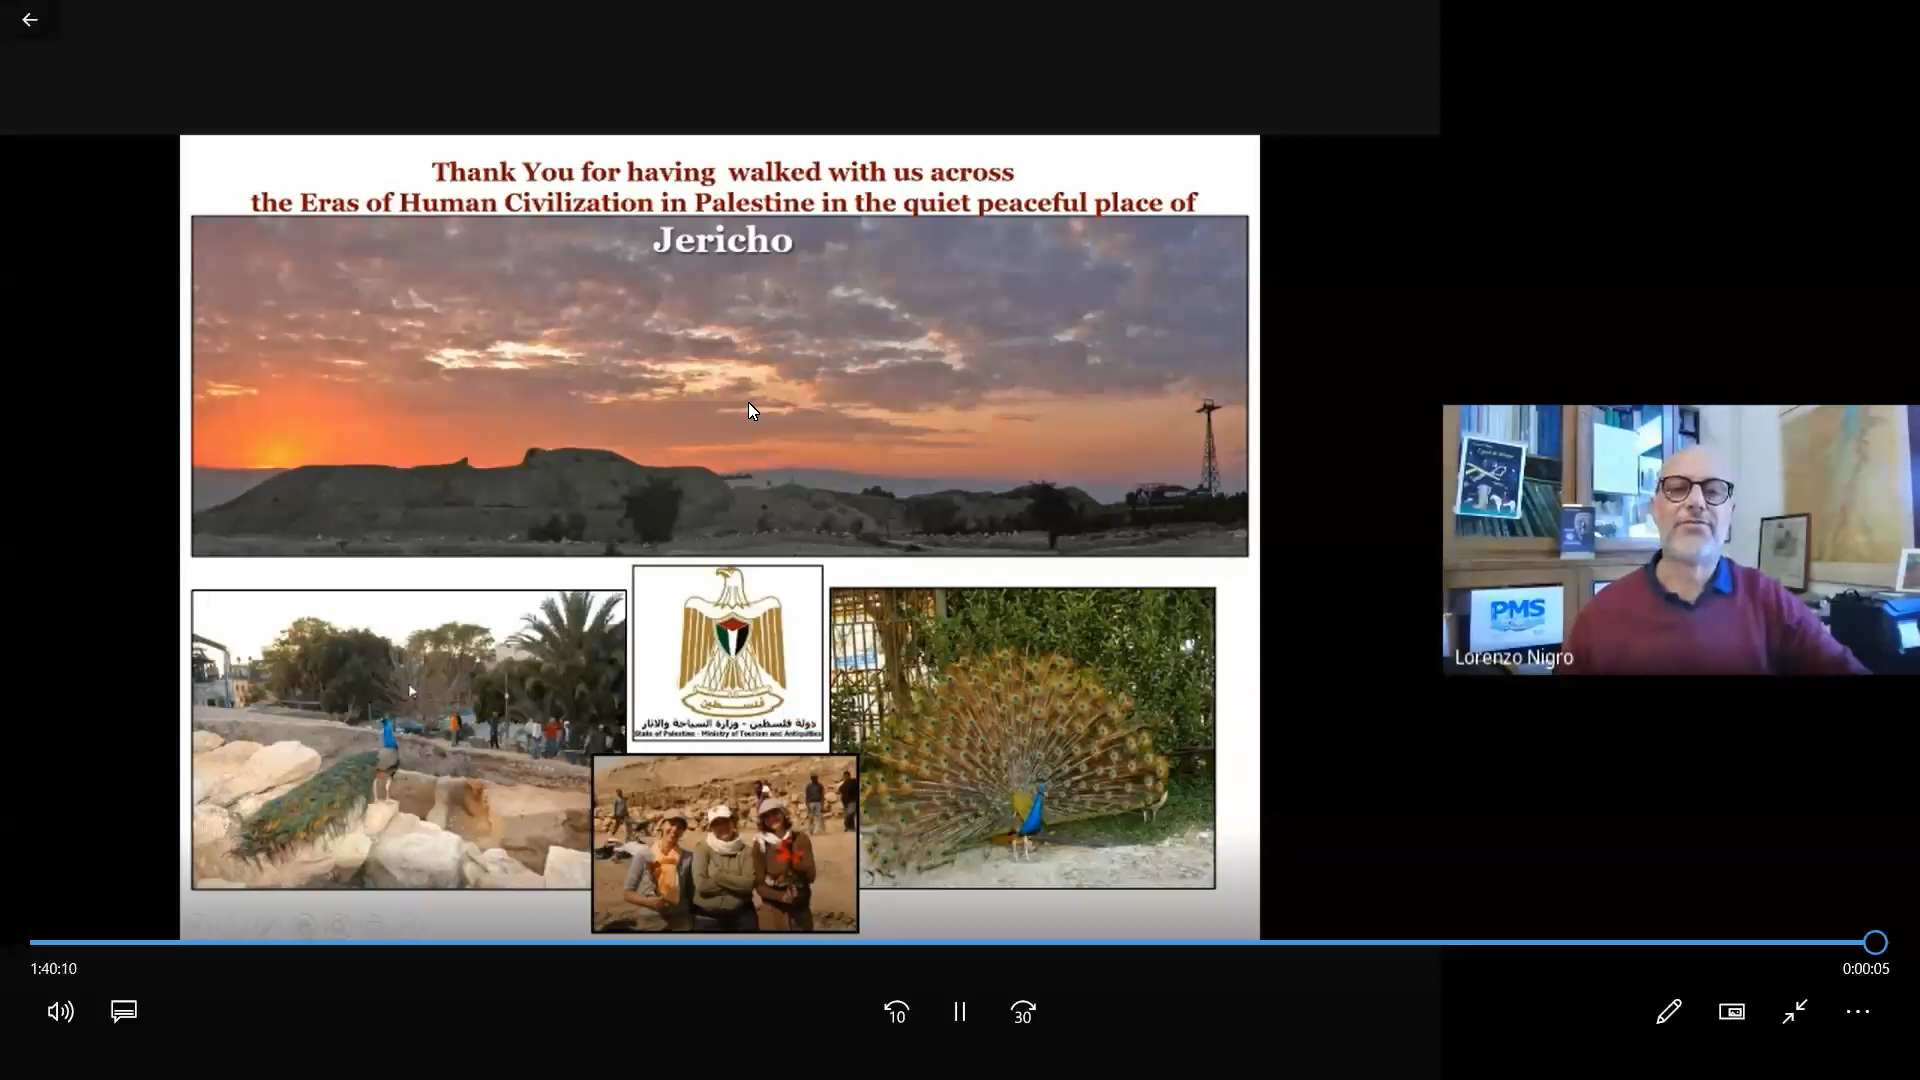 Thank You for having walked with us across
the Eras of Human Civilization in Palestine in the quiet peaceful place of
Jericho
فلسطين
دولة فلسطين - وزارة السياحة والاثار
State of Palestine - Ministry of Tourism and Antiquities
PMS
Lorenzo Nigro
1:40:10
0:00:05
10
30